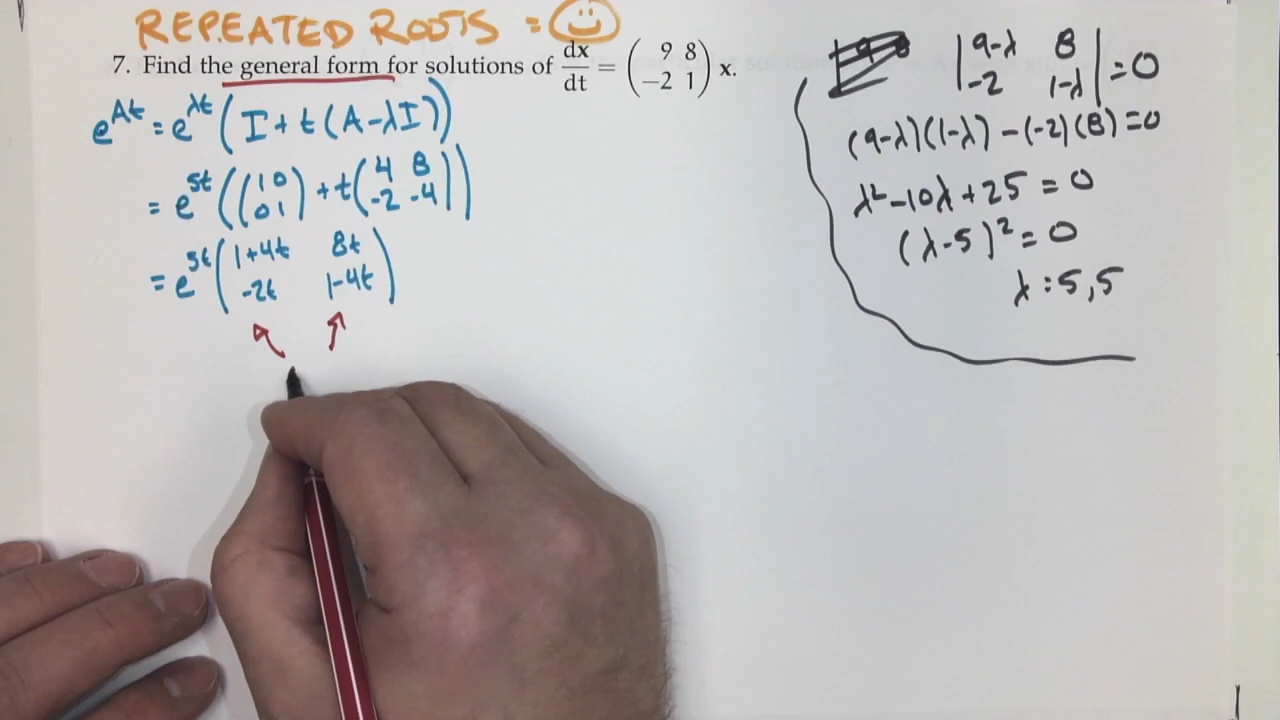 REPEATED ROOTS = ☺
7. Find the general form for solutions of dx/dt = ( 9 8 ; −2 1 ) x.
e^At = e^λt ( I + t ( A - λI ) )
= e^5t ( ( 1 0 ; 0 1 ) + t ( 4 8 ; -2 -4 ) )
= e^5t ( 1+4t 8t ; -2t 1-4t )
| 9-λ 8 ; -2 1-λ | = 0
(9-λ)(1-λ) - (-2)(8) = 0
λ² - 10λ + 25 = 0
(λ-5)² = 0
λ : 5, 5